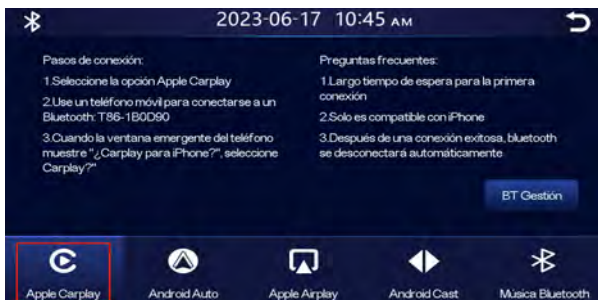 2023-06-17 10:45 AM
Pasos de conexión:
1.Seleccione la opción Apple Carplay
2.Use un teléfono móvil para conectarse a un
Bluetooth: T86-1B0D90
3.Cuando la ventana emergente del teléfono
muestre "¿Carplay para iPhone?", seleccione
Carplay?"
Preguntas frecuentes:
1.Largo tiempo de espera para la primera
conexión
2.Solo es compatible con iPhone
3.Después de una conexión exitosa, bluetooth
se desconectará automáticamente
BT Gestión
Apple Carplay
Android Auto
Apple Airplay
Android Cast
Música Bluetooth